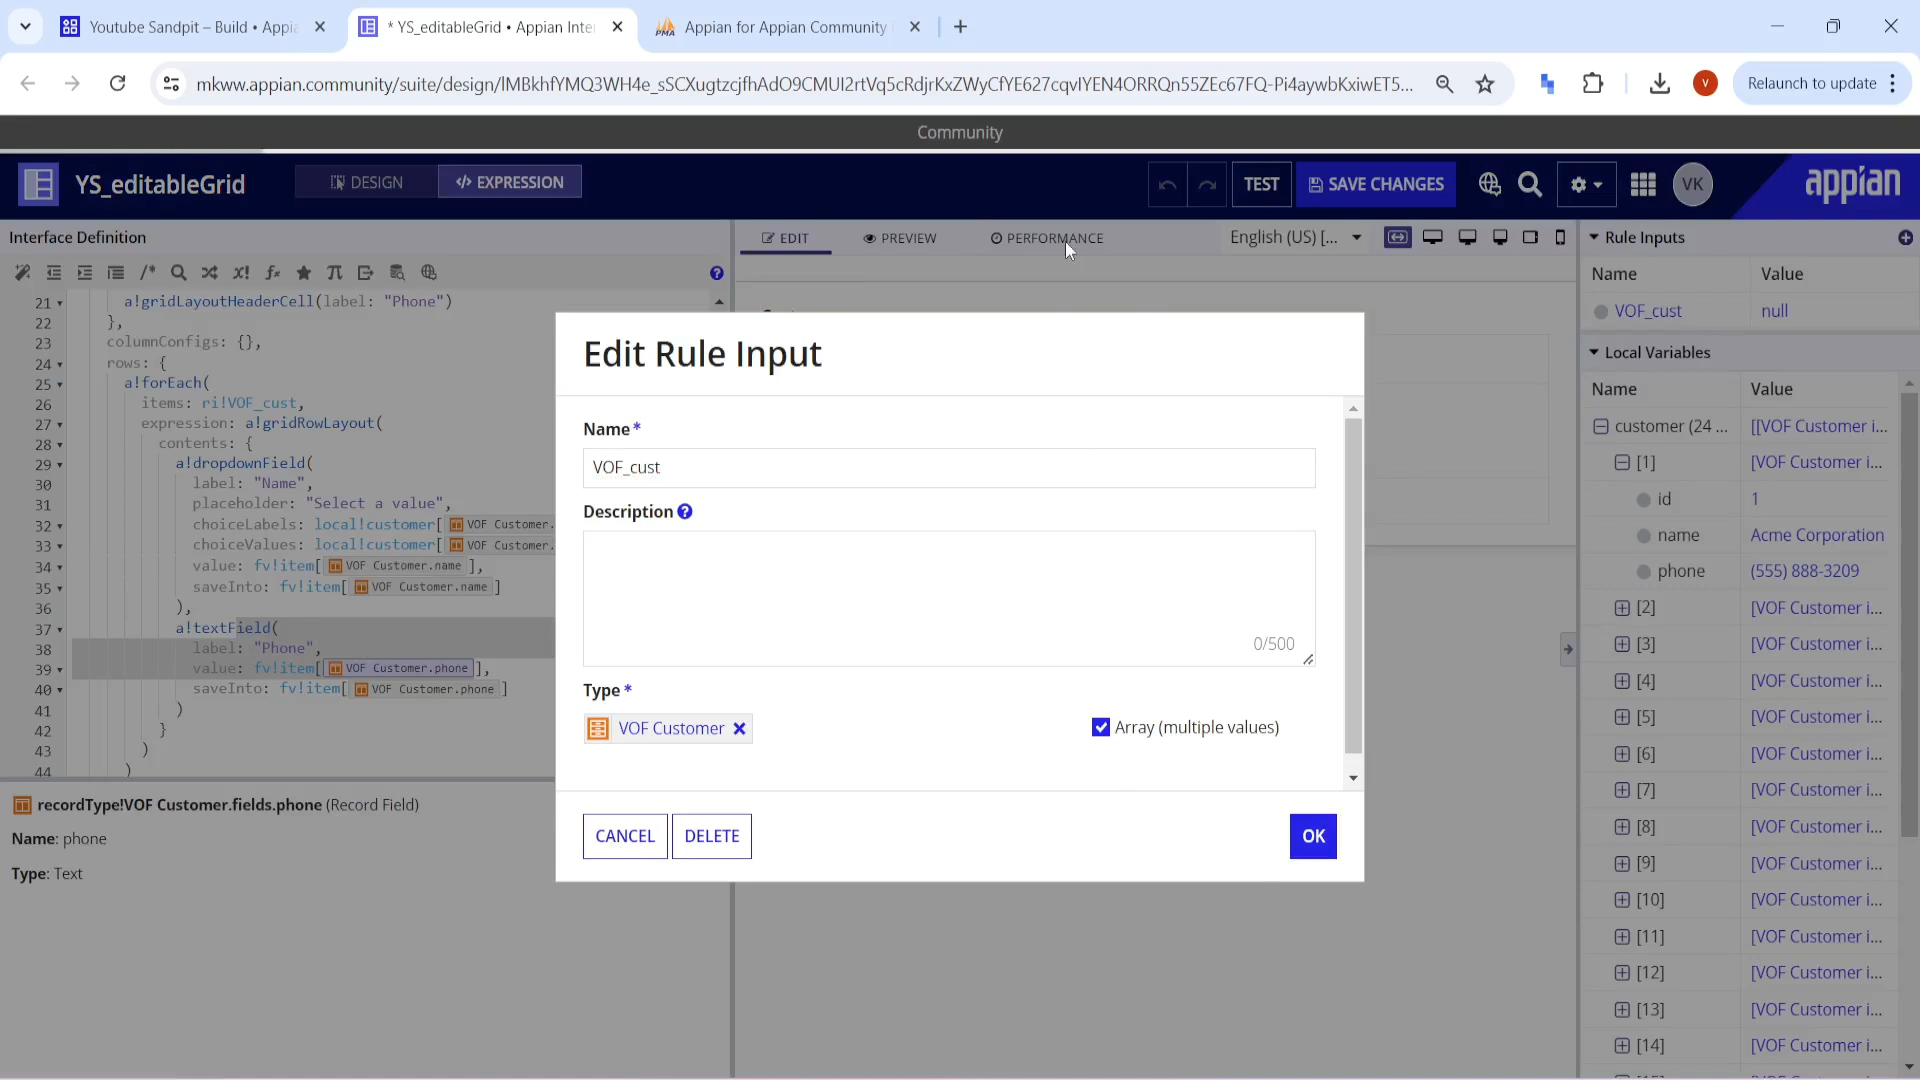 Youtube Sandpit – Build • Appia
* YS_editableGrid • Appian Inte
Appian for Appian Community
mkww.appian.community/suite/design/
Relaunch to update
Community
YS_editableGrid
DESIGN
EXPRESSION
TEST
SAVE CHANGES
VK
appian
Interface Definition
EDIT
PREVIEW
PERFORMANCE
English (US) [...
Rule Inputs
Name Value
VOF_cust null
Local Variables
Name Value
customer (24 ... [[VOF Customer i...
[1] [VOF Customer i...
id 1
name Acme Corporation
phone (555) 888-3209
[2] [VOF Customer i...
[3] [VOF Customer i...
[4] [VOF Customer i...
[5] [VOF Customer i...
[6] [VOF Customer i...
[7] [VOF Customer i...
[8] [VOF Customer i...
[9] [VOF Customer i...
[10] [VOF Customer i...
[11] [VOF Customer i...
[12] [VOF Customer i...
[13] [VOF Customer i...
[14] [VOF Customer i...
21 a!gridLayoutHeaderCell(label: "Phone")
22 },
23 columnConfigs: {},
24 rows: {
25 a!forEach(
26 items: ri!VOF_cust,
27 expression: a!gridRowLayout(
28 contents: {
29 a!dropdownField(
30 label: "Name",
31 placeholder: "Select a value",
32 choiceLabels: local!customer[ VOF Customer.
33 choiceValues: local!customer[ VOF Customer.
34 value: fv!item[ VOF Customer.name ],
35 saveInto: fv!item[ VOF Customer.name ]
36 ),
37 a!textField(
38 label: "Phone",
39 value: fv!item[ VOF Customer.phone ],
40 saveInto: fv!item[ VOF Customer.phone ]
41 )
42 }
43 )
44 )
recordType!VOF Customer.fields.phone (Record Field)
Name: phone
Type: Text
Edit Rule Input
Name*
VOF_cust
Description
0/500
Type *
VOF Customer
Array (multiple values)
CANCEL
DELETE
OK